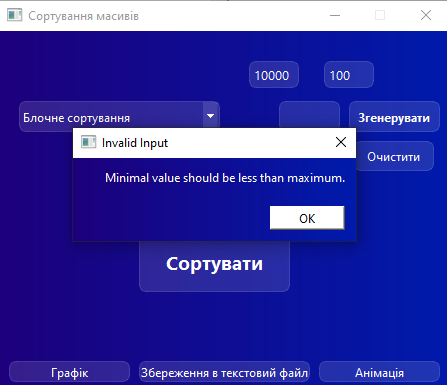 Сортування масивів
10000
100
Блочне сортування
Згенерувати
Invalid Input
Очистити
Minimal value should be less than maximum.
OK
Сортувати
Графік
Збереження в текстовий файл
Анімація